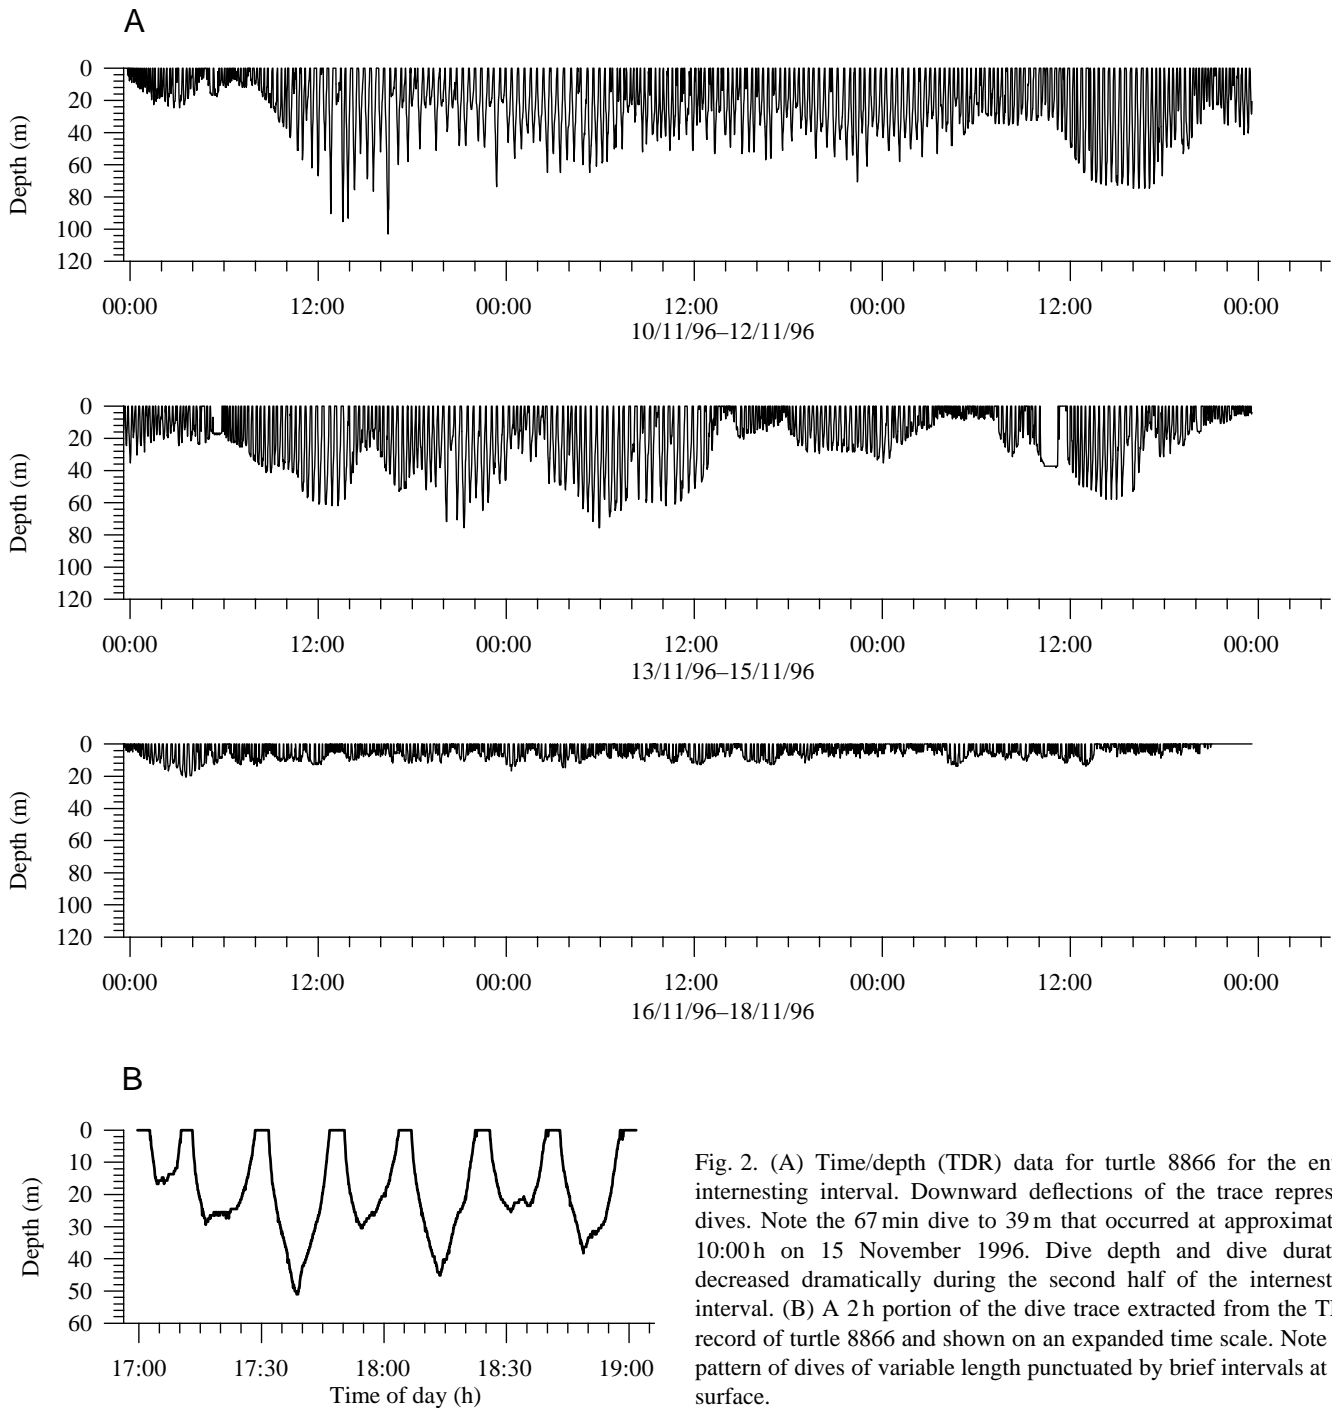 A
0
20
40
60
80
100
120
Depth (m)
00:00 12:00 00:00 12:00 00:00 12:00 00:00
10/11/96–12/11/96
0
20
40
60
80
100
120
Depth (m)
00:00 12:00 00:00 12:00 00:00 12:00 00:00
13/11/96–15/11/96
0
20
40
60
80
100
120
Depth (m)
00:00 12:00 00:00 12:00 00:00 12:00 00:00
16/11/96–18/11/96
B
0
10
20
30
40
50
60
Depth (m)
17:00 17:30 18:00 18:30 19:00
Time of day (h)
Fig. 2. (A) Time/depth (TDR) data for turtle 8866 for the
internesting interval. Downward deflections of the trace
dives. Note the 67 min dive to 39 m that occurred at
10:00 h on 15 November 1996. Dive depth and dive
decreased dramatically during the second half of the
interval. (B) A 2 h portion of the dive trace extracted from the
record of turtle 8866 and shown on an expanded time scale. Note
pattern of dives of variable length punctuated by brief intervals at
surface.